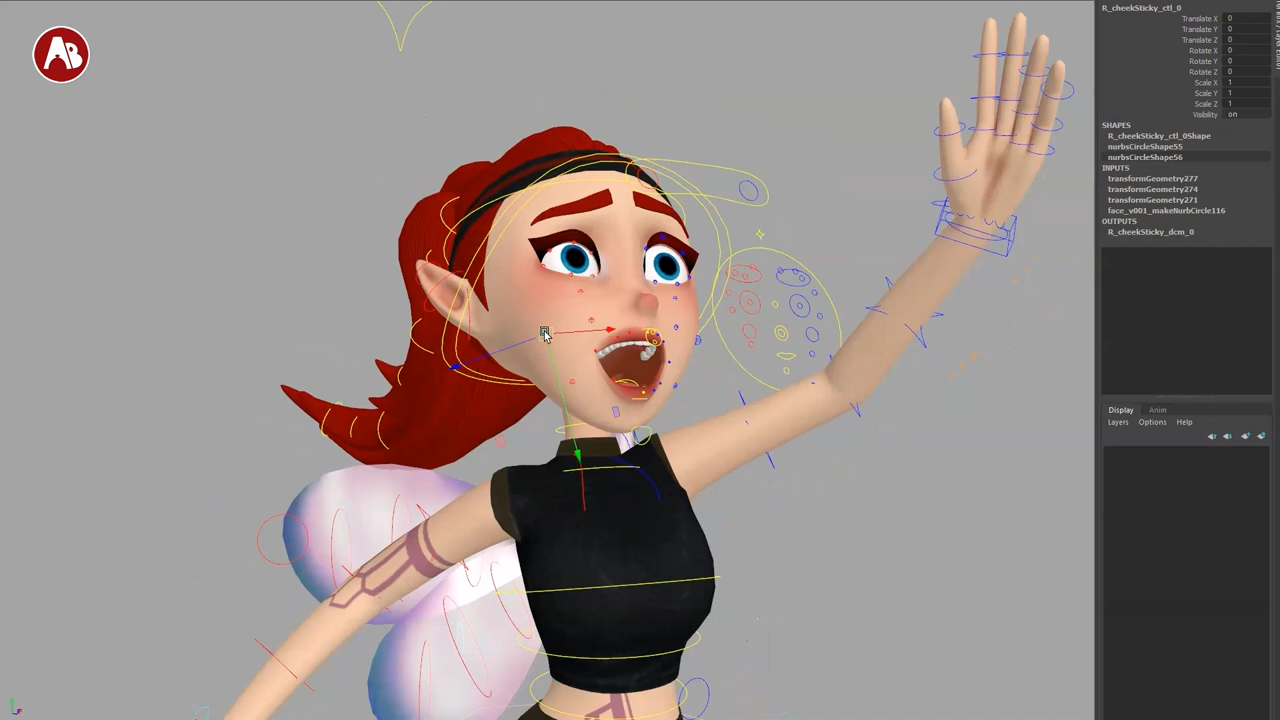 AB
R_cheekSticky_ctl_0
Translate X 0
Translate Y 0
Translate Z 0
Rotate X 0
Rotate Y 0
Rotate Z 0
Scale X 1
Scale Y 1
Scale Z 1
Visibility on
SHAPES
R_cheekSticky_ctl_0Shape
nurbsCircleShape55
nurbsCircleShape56
INPUTS
transformGeometry277
transformGeometry274
transformGeometry271
face_v001_makeNurbCircle116
OUTPUTS
R_cheekSticky_dcm_0
Display Anim
Layers Options Help